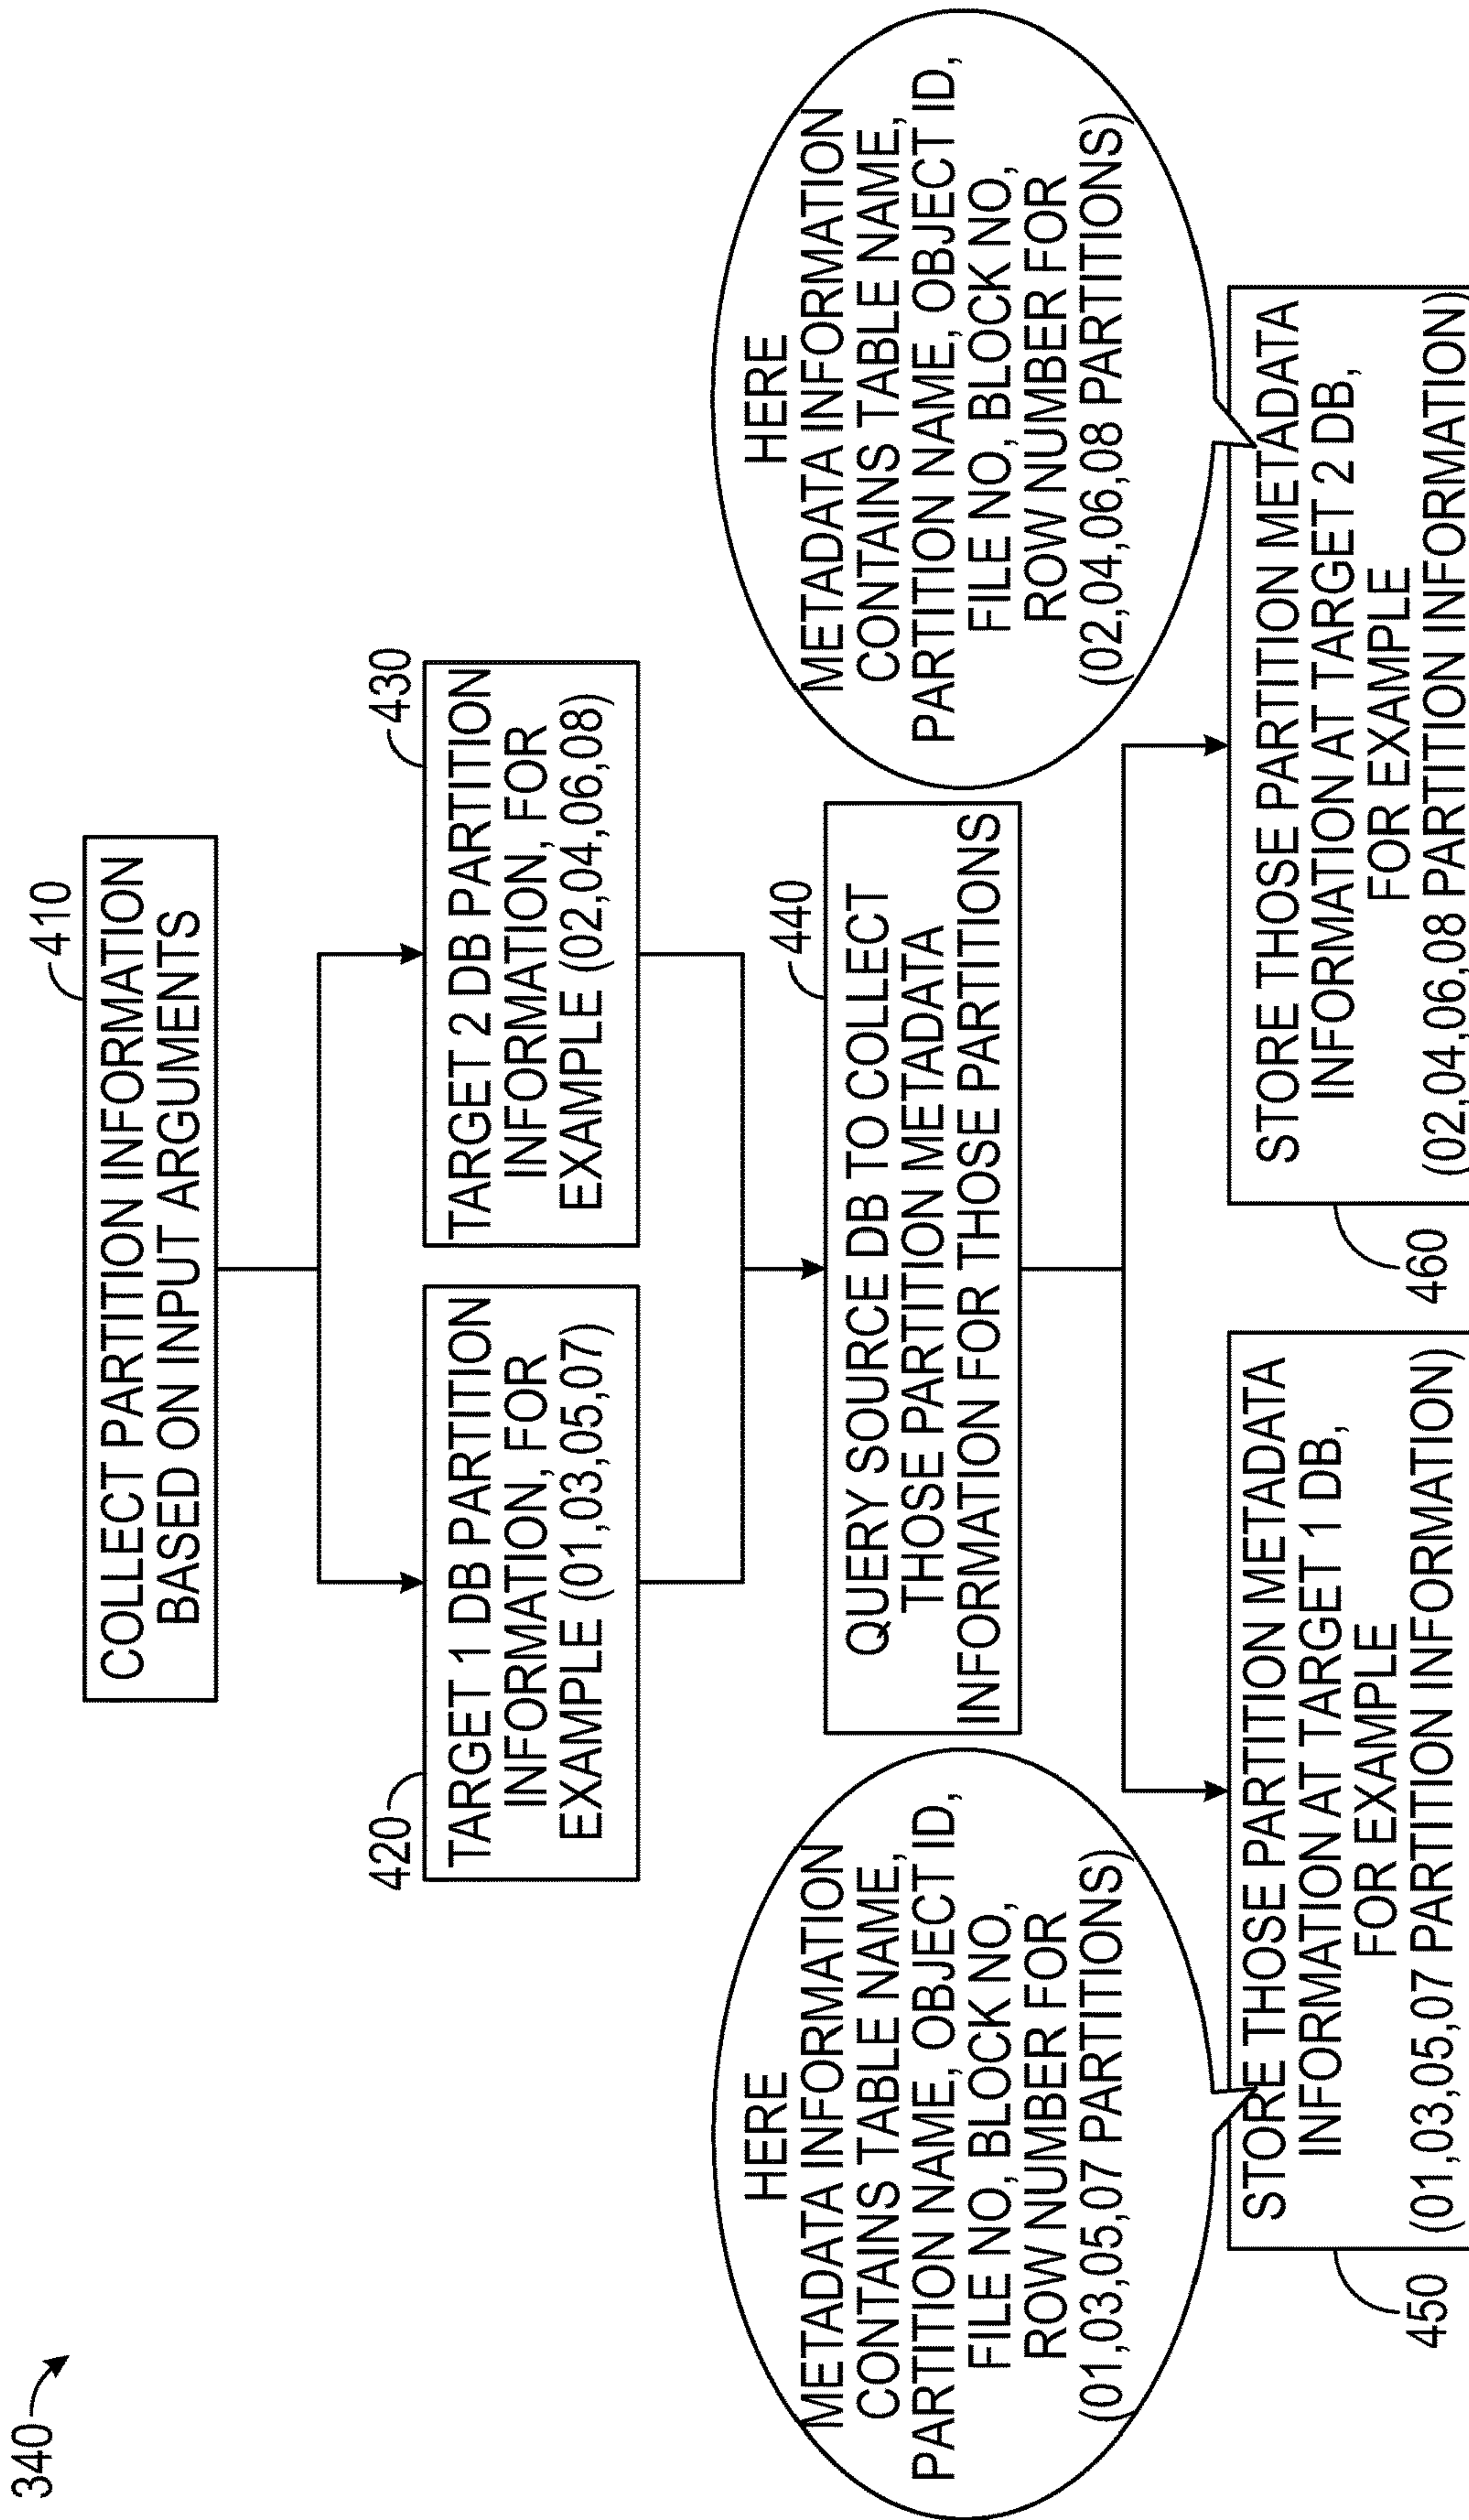 340
410
COLLECT PARTITION INFORMATION
BASED ON INPUT ARGUMENTS
420
TARGET 1 DB PARTITION
INFORMATION, FOR
EXAMPLE (01,03,05,07)
430
TARGET 2 DB PARTITION
INFORMATION, FOR
EXAMPLE (02,04,06,08)
HERE
METADATA INFORMATION
CONTAINS TABLE NAME,
PARTITION NAME, OBJECT ID,
FILE NO, BLOCK NO,
ROW NUMBER FOR
(01,03,05,07 PARTITIONS)
440
QUERY SOURCE DB TO COLLECT
THOSE PARTITION METADATA
INFORMATION FOR THOSE PARTITIONS
HERE
METADATA INFORMATION
CONTAINS TABLE NAME,
PARTITION NAME, OBJECT ID,
FILE NO, BLOCK NO,
ROW NUMBER FOR
(02,04,06,08 PARTITIONS)
450
STORE THOSE PARTITION METADATA
INFORMATION AT TARGET 1 DB,
FOR EXAMPLE
(01,03,05,07 PARTITION INFORMATION)
460
STORE THOSE PARTITION METADATA
INFORMATION AT TARGET 2 DB,
FOR EXAMPLE
(02,04,06,08 PARTITION INFORMATION)